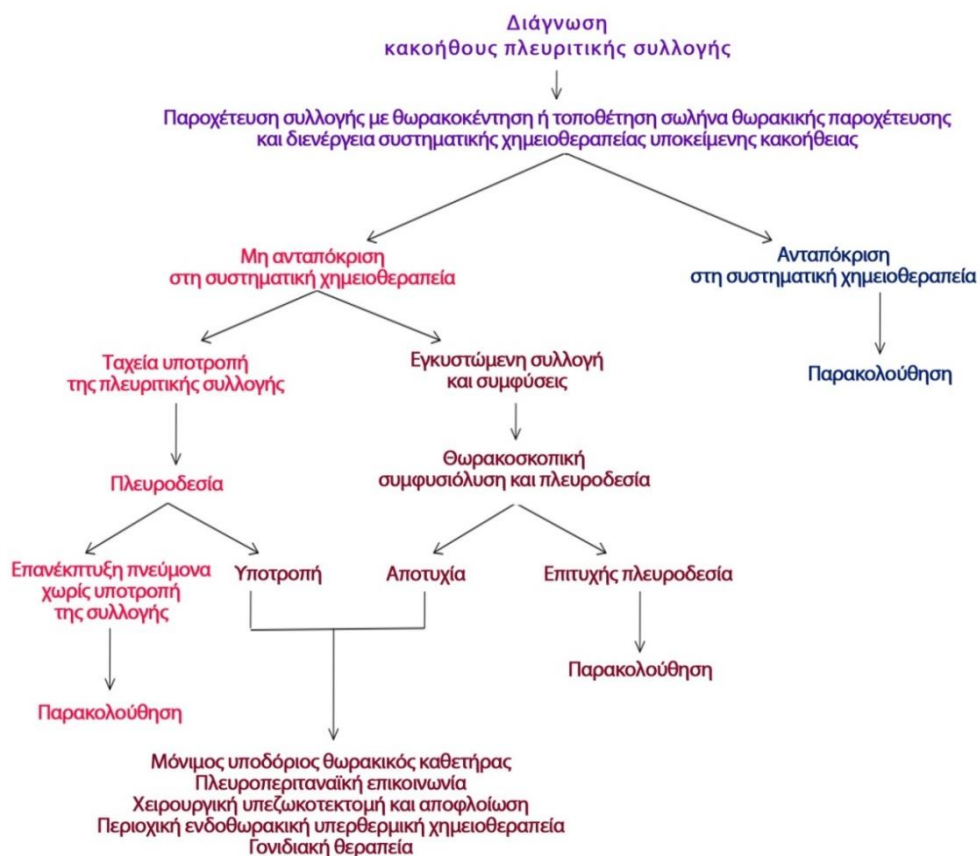 Διάγνωση
κακοήθους πλευριτικής συλλογής
Παροχέτευση συλλογής με θωρακοκέντηση ή τοποθέτηση σωλήνα θωρακικής παροχέτευσης
και διενέργεια συστηματικής χημειοθεραπείας υποκείμενης κακοήθειας
Μη ανταπόκριση
στη συστηματική χημειοθεραπεία
Ανταπόκριση
στη συστηματική χημειοθεραπεία
Ταχεία υποτροπή
της πλευριτικής συλλογής
Εγκυστώμενη συλλογή
και συμφύσεις
Παρακολούθηση
Πλευροδεσία
Θωρακοσκοπική
συμφυσιόλυση και πλευροδεσία
Επανέκπτυξη πνεύμονα
χωρίς υποτροπή
της συλλογής
Υποτροπή
Αποτυχία
Επιτυχής πλευροδεσία
Παρακολούθηση
Παρακολούθηση
Μόνιμος υποδόριος θωρακικός καθετήρας
Πλευροπεριταναϊκή επικοινωνία
Χειρουργική υπεζωκοτεκτομή και αποφλοίωση
Περιοχική ενδοθωρακική υπερθερμική χημειοθεραπεία
Γονιδιακή θεραπεία